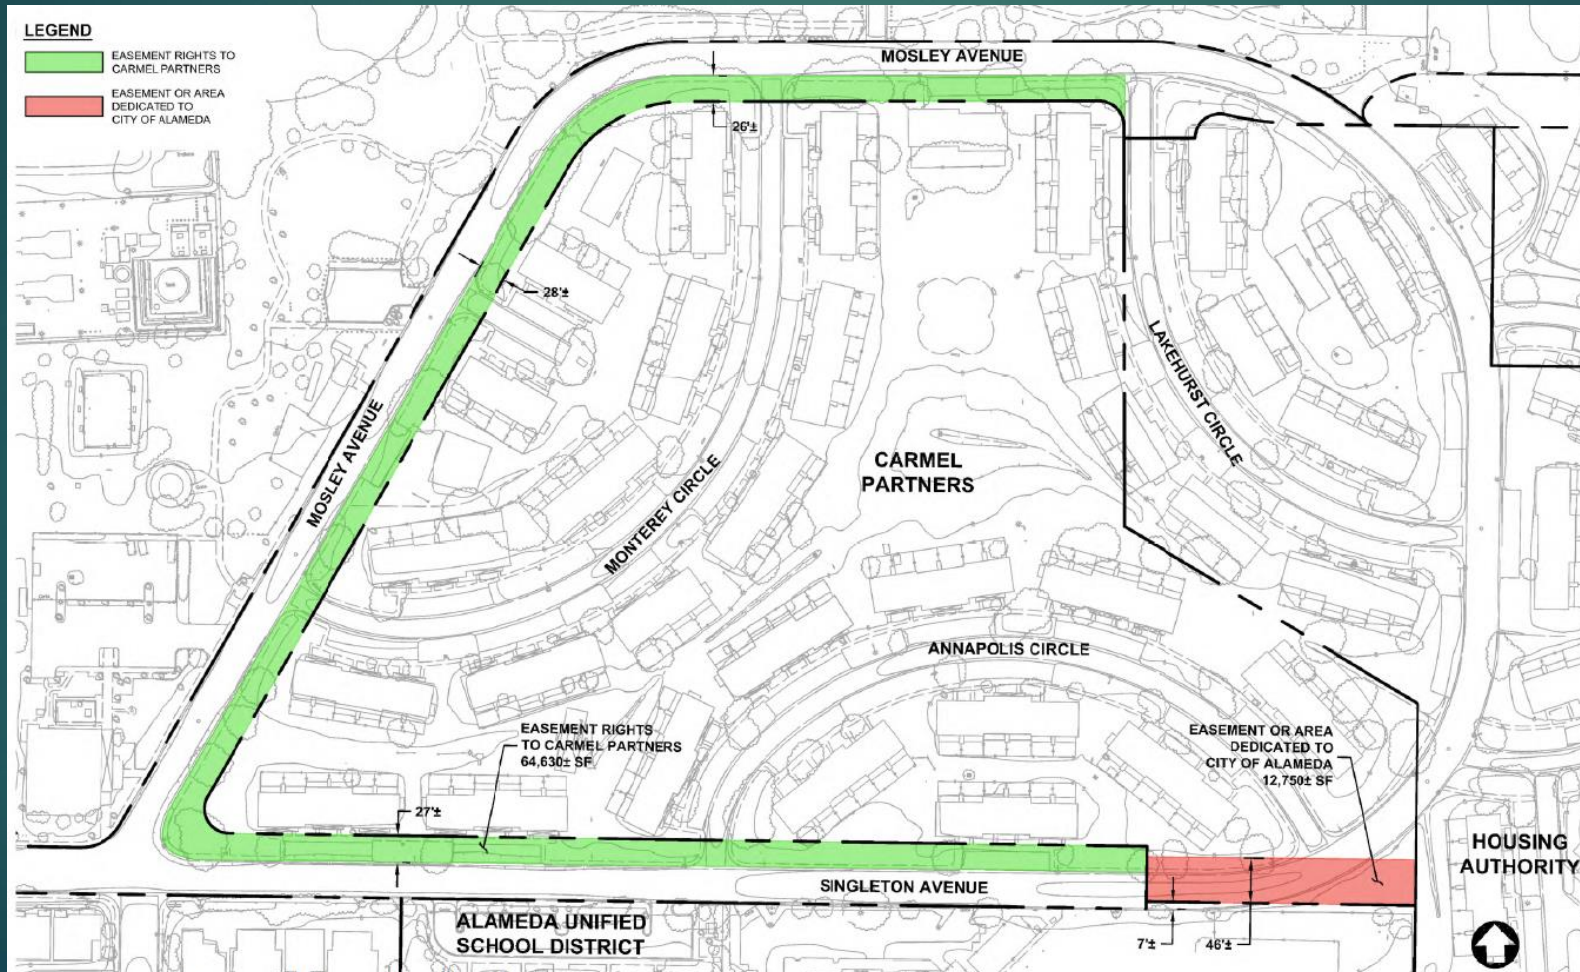 LEGEND
EASEMENT RIGHTS TO
CARMEL PARTNERS
EASEMENT OR AREA
DEDICATED TO
CITY OF ALAMEDA
MOSLEY AVENUE
26'±
28'±
MOSLEY AVENUE
LAKEHURST CIRCLE
MONTEREY CIRCLE
CARMEL
PARTNERS
ANNAPOLIS CIRCLE
EASEMENT RIGHTS
TO CARMEL PARTNERS
64,630± SF
EASEMENT OR AREA
DEDICATED TO
CITY OF ALAMEDA
12,750± SF
27'±
HOUSING
AUTHORITY
SINGLETON AVENUE
ALAMEDA UNIFIED
SCHOOL DISTRICT
7'±
46'±